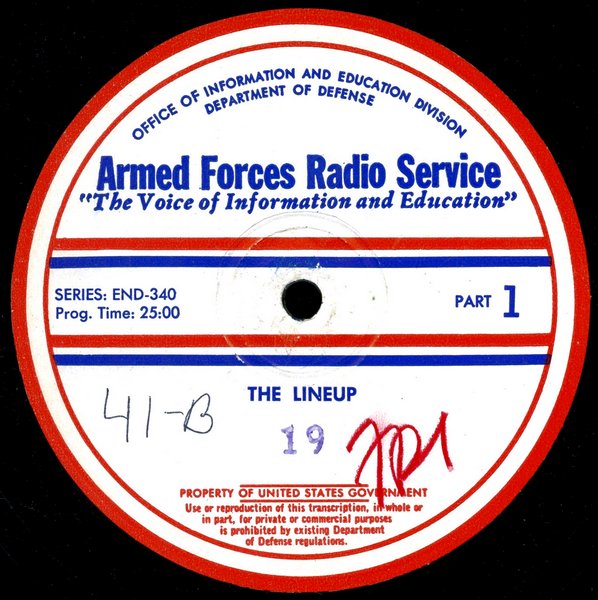 OFFICE OF INFORMATION AND EDUCATION DIVISION
DEPARTMENT OF DEFENSE
Armed Forces Radio Service
"The Voice of Information and Education"
SERIES: END-340
Prog. Time: 25:00
PART 1
THE LINEUP
41-B
19
PROPERTY OF UNITED STATES GOVERNMENT
Use or reproduction of this transcription, in whole or
in part, for private or commercial purposes
is prohibited by existing Department
of Defense regulations.